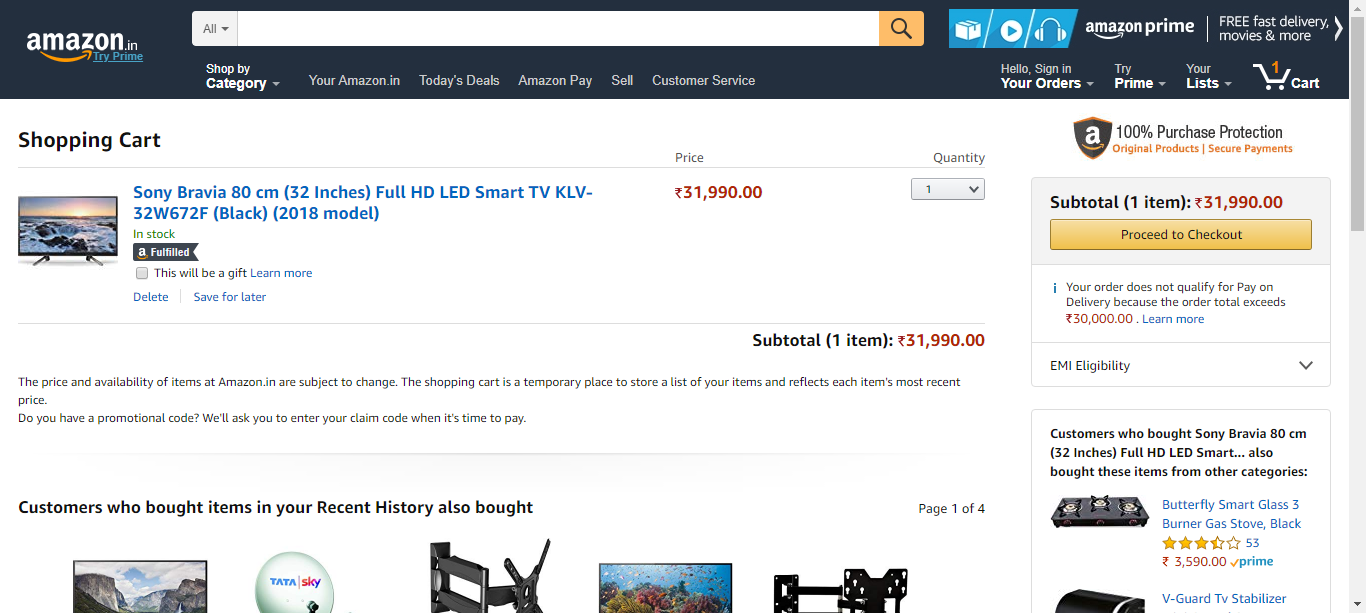 amazon.in
Try Prime
All
amazon prime
FREE fast delivery,
movies & more
Shop by
Category
Your Amazon.in
Today's Deals
Amazon Pay
Sell
Customer Service
Hello, Sign in
Your Orders
Try
Prime
Your
Lists
1
Cart
Shopping Cart
Price
Quantity
Sony Bravia 80 cm (32 Inches) Full HD LED Smart TV KLV-
32W672F (Black) (2018 model)
₹31,990.00
1
In stock
a Fulfilled
This will be a gift Learn more
Delete
Save for later
Subtotal (1 item): ₹31,990.00
The price and availability of items at Amazon.in are subject to change. The shopping cart is a temporary place to store a list of your items and reflects each item's most recent
price.
Do you have a promotional code? We'll ask you to enter your claim code when it's time to pay.
Customers who bought items in your Recent History also bought
Page 1 of 4
TATA sky
a
100% Purchase Protection
Original Products | Secure Payments
Subtotal (1 item): ₹31,990.00
Proceed to Checkout
i Your order does not qualify for Pay on
Delivery because the order total exceeds
₹30,000.00 . Learn more
EMI Eligibility
Customers who bought Sony Bravia 80 cm
(32 Inches) Full HD LED Smart... also
bought these items from other categories:
Butterfly Smart Glass 3
Burner Gas Stove, Black
53
₹ 3,590.00 prime
V-Guard Tv Stabilizer